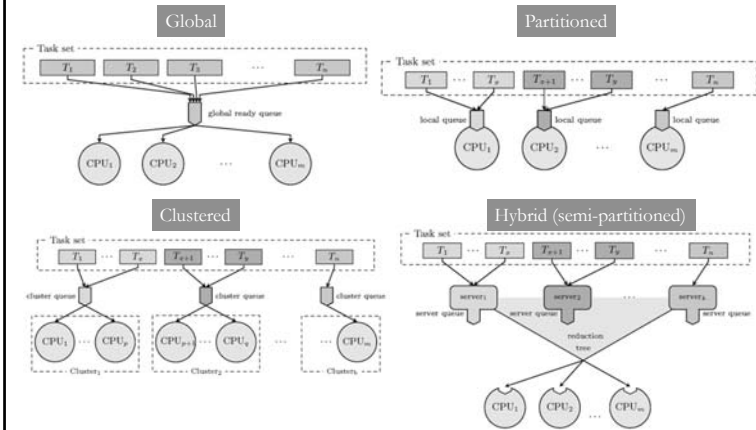 Global
Task set
T1 T2 T3 ... Tn
global ready queue
CPU1 CPU2 ... CPUm
Partitioned
Task set
T1 ... Tx Tx+1 ... Ty ... Tn
local queue local queue local queue
CPU1 CPU2 ... CPUm
Clustered
Task set
T1 ... Tx Tx+1 ... Ty ... Tn
cluster queue cluster queue cluster queue
CPU1 ... CPUp CPUp+1 ... CPUq ... ... CPUm
Cluster1 Cluster2 Clusterk
Hybrid (semi-partitioned)
Task set
T1 ... Tx Tx+1 ... Ty ... Tn
server1 server2 ... serverk
server queue server queue server queue
reduction
tree
CPU1 CPU2 ... CPUm